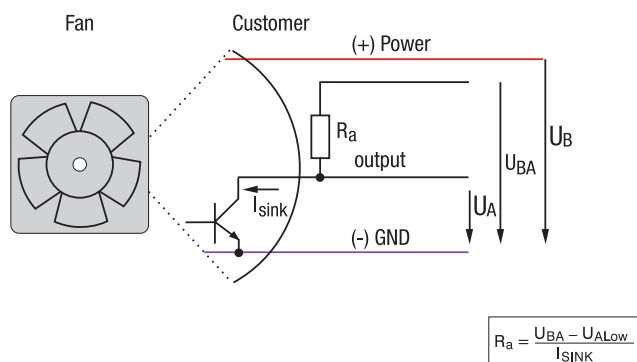 Fan
Customer
(+) Power
Ra
output
Isink
(-) GND
UA
UBA
UB
Ra = UBA – UALow
ISINK